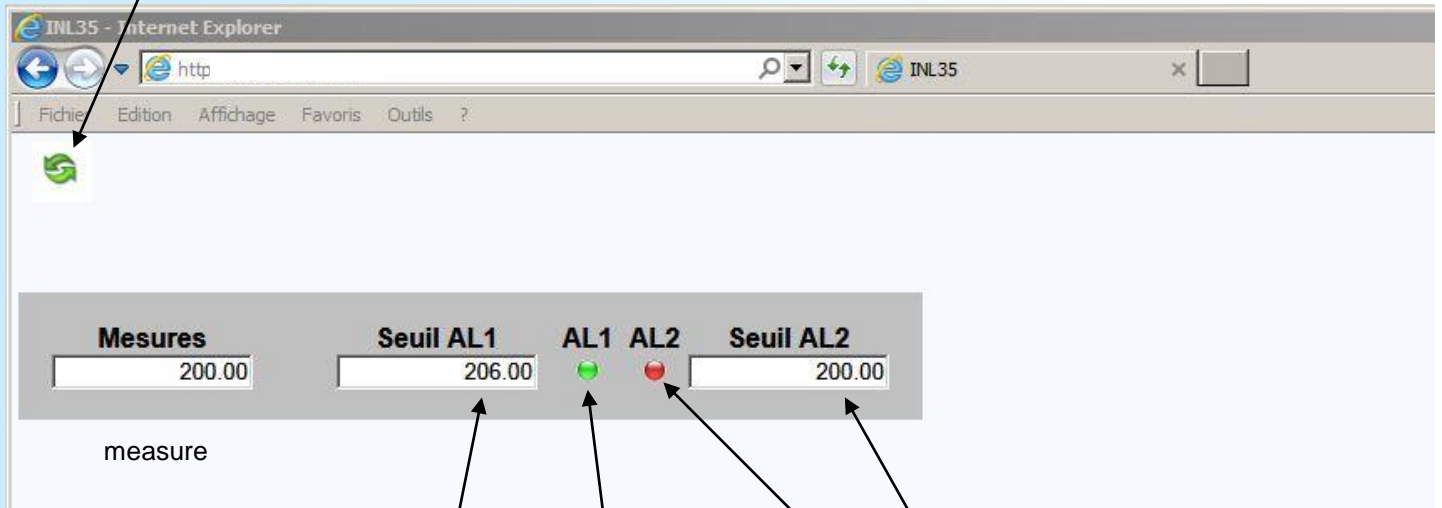 INL35 - Internet Explorer
http
INL35
Fichier Edition Affichage Favoris Outils ?
Mesures Seuil AL1 AL1 AL2 Seuil AL2
200.00 206.00 200.00
measure